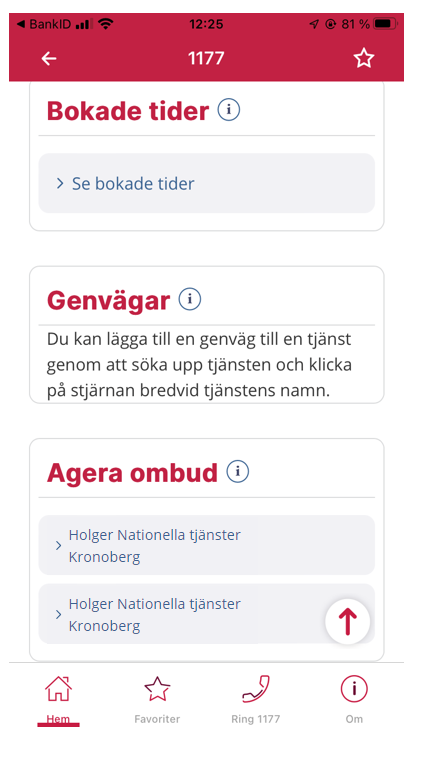 BankID 12:25 81 %
1177
Bokade tider
Se bokade tider
Genvägar
Du kan lägga till en genväg till en tjänst
genom att söka upp tjänsten och klicka
på stjärnan bredvid tjänstens namn.
Agera ombud
Holger Nationella tjänster
Kronoberg
Holger Nationella tjänster
Kronoberg
Hem Favoriter Ring 1177 Om